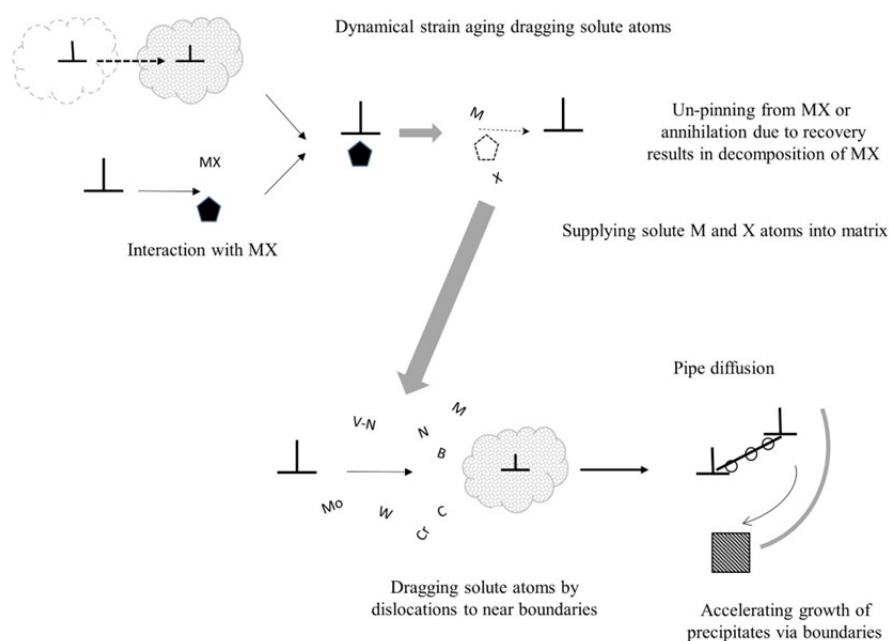 Dynamical strain aging dragging solute atoms
M
Un-pinning from MX or
annihilation due to recovery
results in decomposition of MX
MX
X
Interaction with MX
Supplying solute M and X atoms into matrix
Pipe diffusion
M
V-N
N
B
Mo
W
C
Cr
Dragging solute atoms by
dislocations to near boundaries
Accelerating growth of
precipitates via boundaries